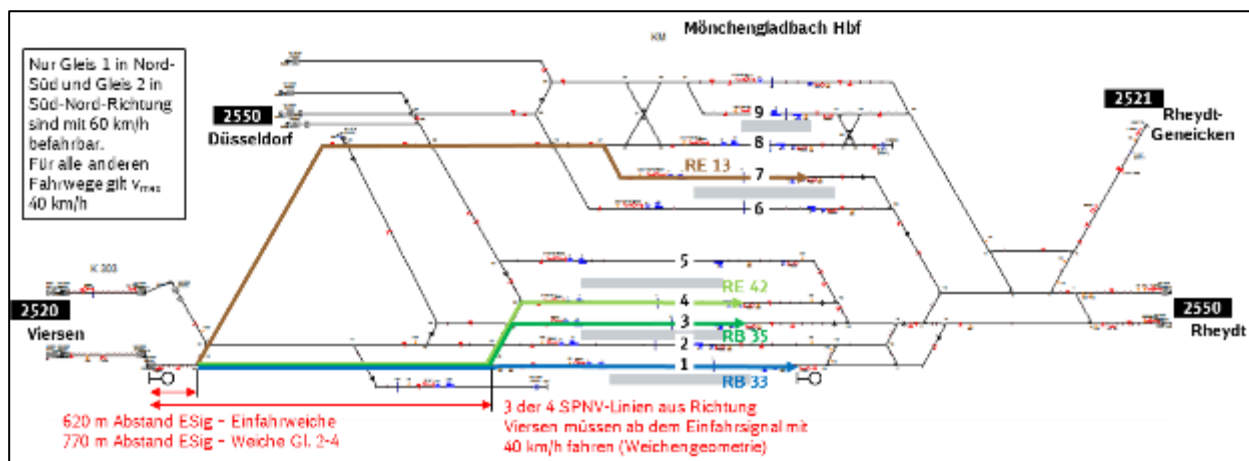 Mönchengladbach Hbf
KM
Nur Gleis 1 in Nord-
Süd und Gleis 2 in
Süd-Nord-Richtung
sind mit 60 km/h
befahrbar.
Für alle anderen
Fahrwege gilt vmax
40 km/h
2550
Düsseldorf
2521
Rheydt-
Geneicken
9
8
RE 13
7
6
5
K 303
RE 42
4
2520
Viersen
3
RB 35
2
2550
Rheydt
1
RB 33
620 m Abstand ESig – Einfahrweiche
770 m Abstand ESig – Weiche Gl. 2-4
3 der 4 SPNV-Linien aus Richtung
Viersen müssen ab dem Einfahrsignal mit
40 km/h fahren (Weichengeometrie)